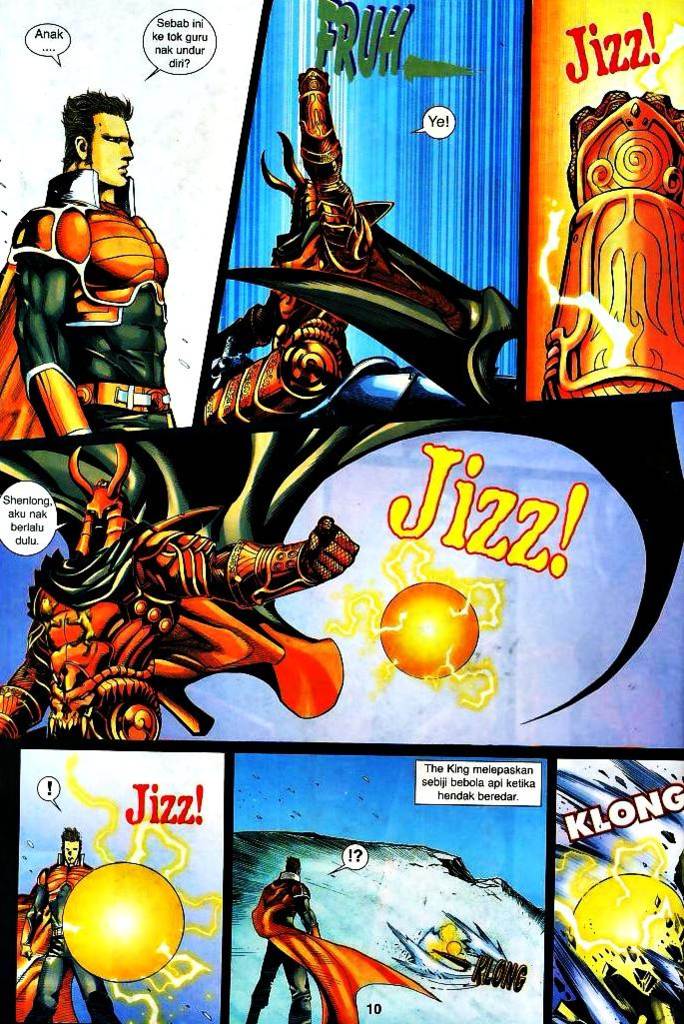 Anak
....
Sebab ini
ke tok guru
nak undur
diri?
FRUH
Ye!
Jizz!
Shenlong,
aku nak
berlalu
dulu.
Jizz!
!
Jizz!
The King melepaskan
sebiji bebola api ketika
hendak beredar.
!?
KLONG
KLONG
10